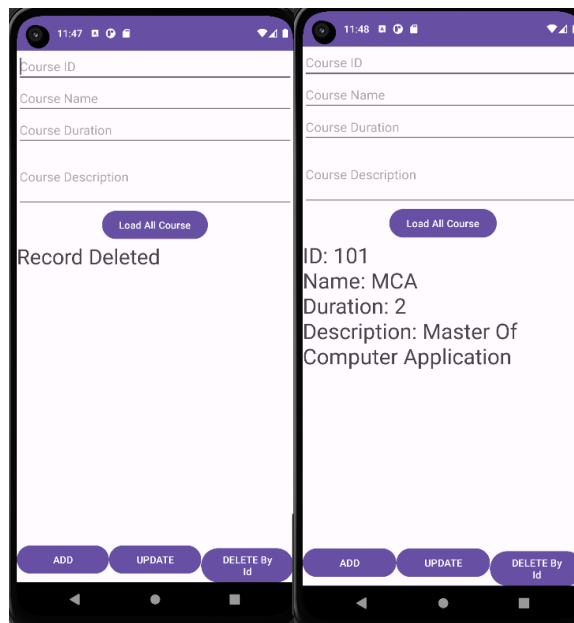 11:47
Course ID
Course Name
Course Duration
Course Description
Load All Course
Record Deleted
ADD
UPDATE
DELETE By
Id
11:48
Course ID
Course Name
Course Duration
Course Description
Load All Course
ID: 101
Name: MCA
Duration: 2
Description: Master Of
Computer Application
ADD
UPDATE
DELETE By
Id